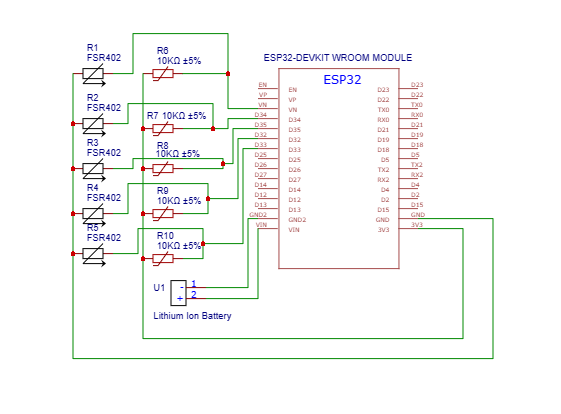 R1
FSR402
R6
10KΩ ±5%
ESP32-DEVKIT WROOM MODULE
ESP32
R2
FSR402
R7 10KΩ ±5%
R3
FSR402
R8
10KΩ ±5%
R4
FSR402
R9
10KΩ ±5%
R5
FSR402
R10
10KΩ ±5%
EN EN D23 D23
VP VP D22 D22
VN VN TX0 TX0
D34 D34 RX0 RX0
D35 D35 D21 D21
D32 D32 D19 D19
D33 D33 D18 D18
D25 D25 D5 D5
D26 D26 TX2 TX2
D27 D27 RX2 RX2
D14 D14 D4 D4
D12 D12 D2 D2
D13 D13 D15 D15
GND2 GND2 GND GND
VIN VIN 3V3 3V3
U1
- 1
+ 2
Lithium Ion Battery